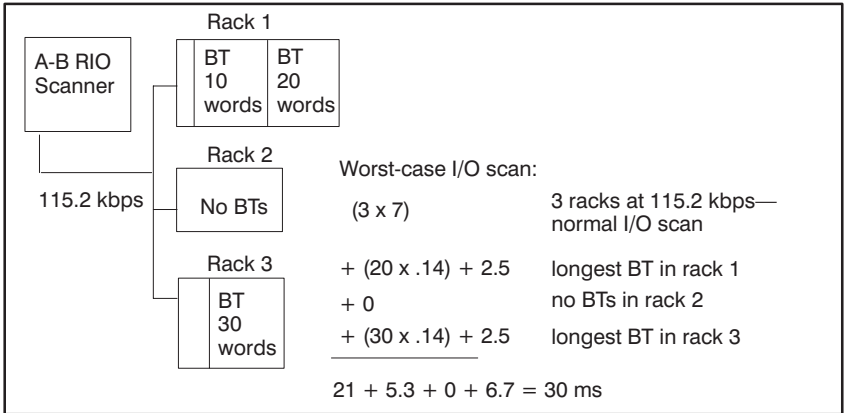 Rack 1
A-B RIO
Scanner
BT
10
words
BT
20
words
115.2 kbps
Rack 2
No BTs
Rack 3
BT
30
words
Worst-case I/O scan:
(3 x 7) 3 racks at 115.2 kbps—
normal I/O scan
+ (20 x .14) + 2.5 longest BT in rack 1
+ 0 no BTs in rack 2
+ (30 x .14) + 2.5 longest BT in rack 3
21 + 5.3 + 0 + 6.7 = 30 ms